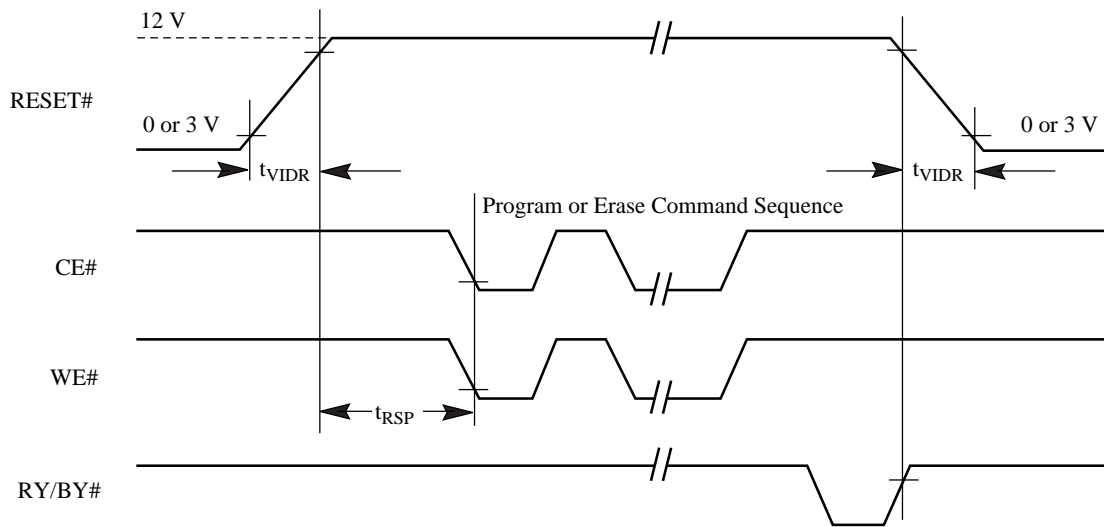 12 V
RESET#
0 or 3 V
0 or 3 V
tVIDR
tVIDR
Program or Erase Command Sequence
CE#
WE#
tRSP
RY/BY#